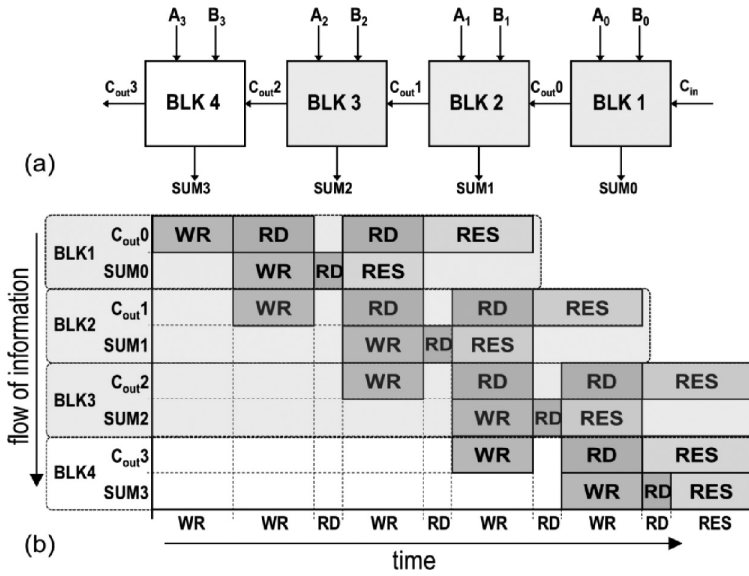 A3 B3 A2 B2 A1 B1 A0 B0
Cout3 BLK 4 Cout2 BLK 3 Cout1 BLK 2 Cout0 BLK 1 Cin
(a)
SUM3 SUM2 SUM1 SUM0
flow of information
BLK1
Cout0 WR RD RD RES
SUM0 WR RD RES
BLK2
Cout1 WR RD RD RES
SUM1 WR RD RES
BLK3
Cout2 WR RD RD RES
SUM2 WR RD RES
BLK4
Cout3 WR RD RES
SUM3 WR RD RES
WR WR RD WR RD WR RD WR RD RES
(b)
time